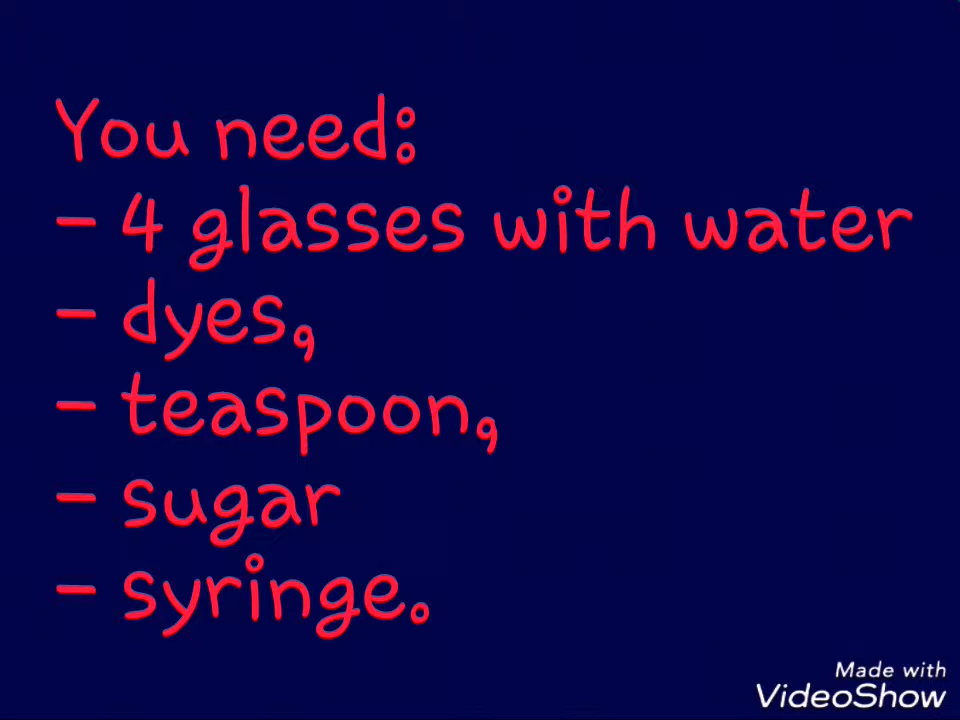 You need:
- 4 glasses with water
- dyes,
- teaspoon,
- sugar
- syringe.
Made with
VideoShow